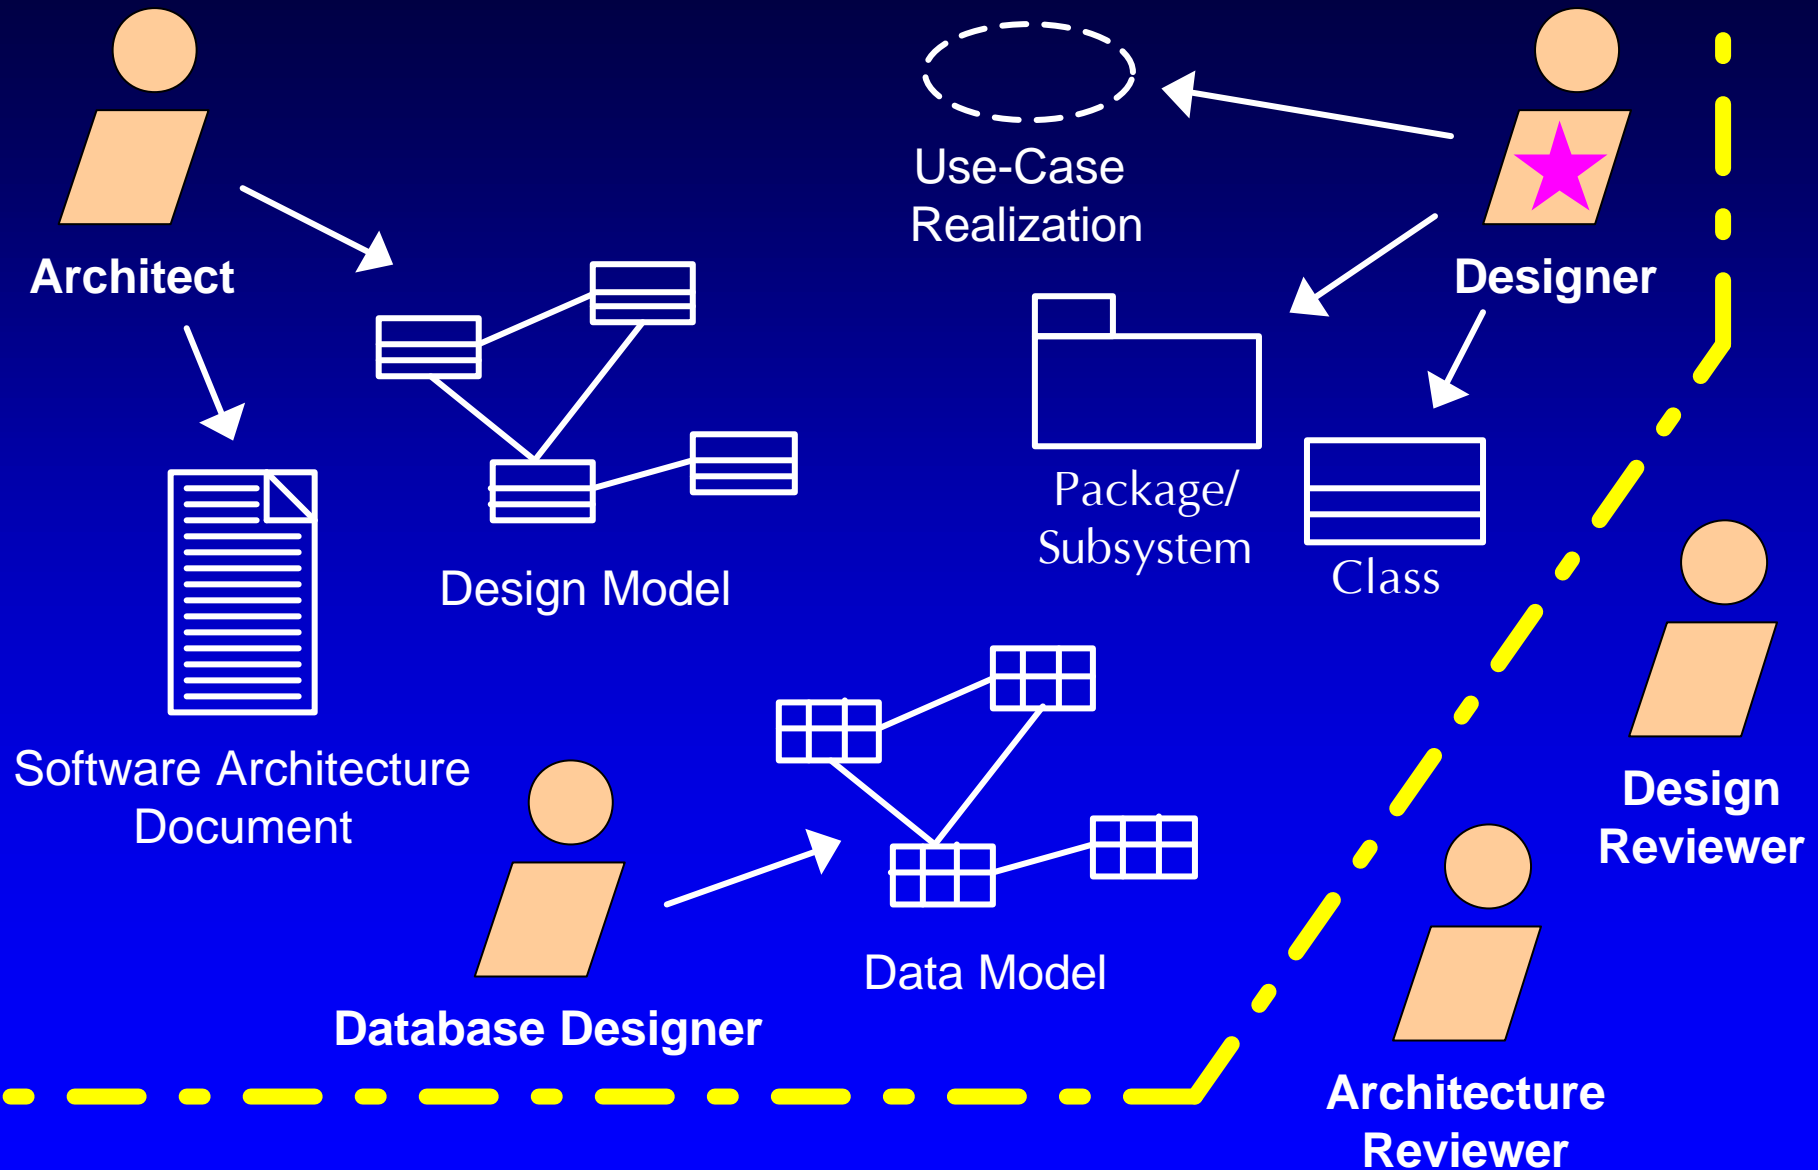 Architect
Use-Case
Realization
Designer
Design Model
Package/
Subsystem
Class
Software Architecture
Document
Database Designer
Data Model
Design
Reviewer
Architecture
Reviewer